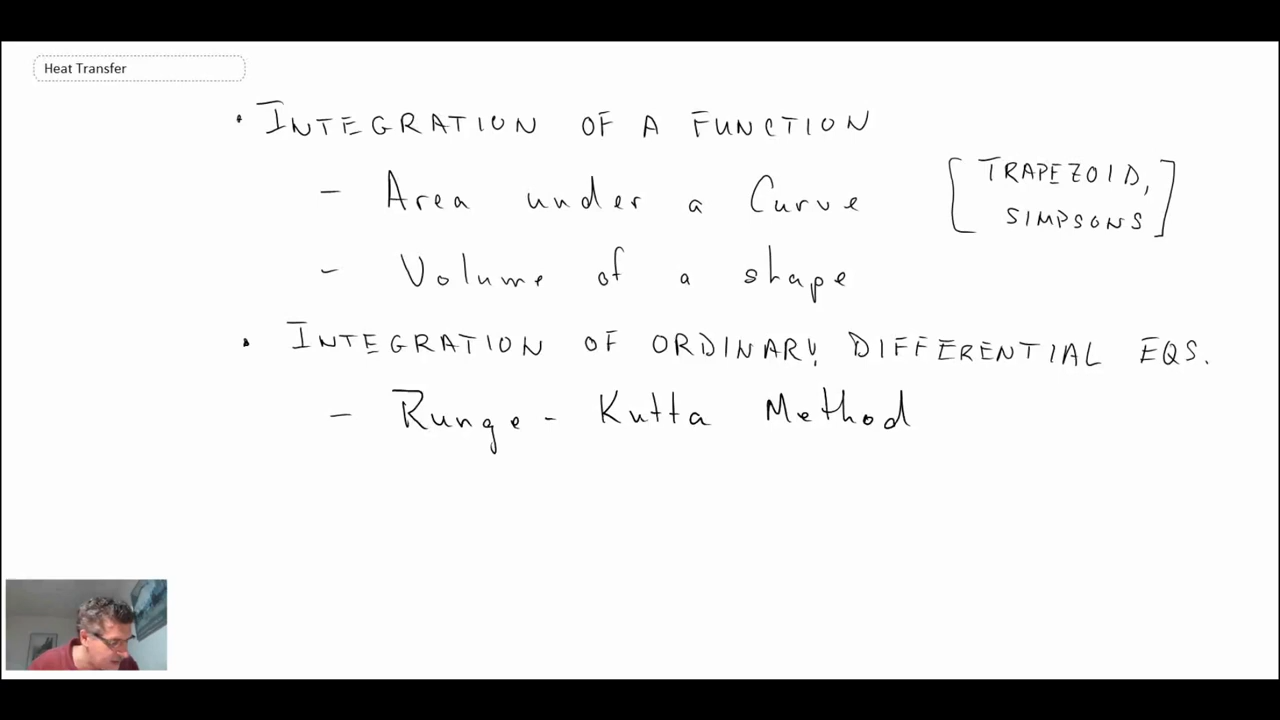 Heat Transfer
• INTEGRATION OF A FUNCTION
- Area under a Curve
[TRAPEZOID,
SIMPSONS]
- Volume of a shape
• INTEGRATION OF ORDINARY DIFFERENTIAL EQS.
- Runge - Kutta Method